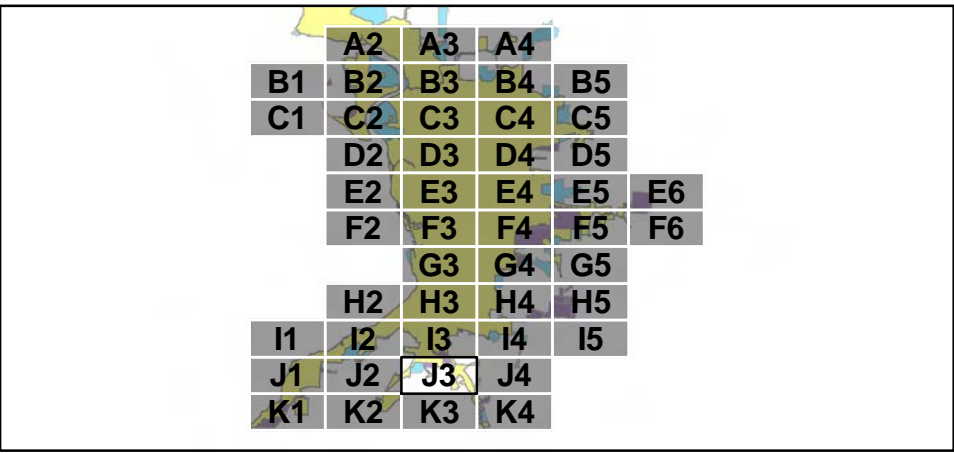 A2 A3 A4
B1 B2 B3 B4 B5
C1 C2 C3 C4 C5
D2 D3 D4 D5
E2 E3 E4 E5 E6
F2 F3 F4 F5 F6
G3 G4 G5
H2 H3 H4 H5
I1 I2 I3 I4 I5
J1 J2 J3 J4
K1 K2 K3 K4